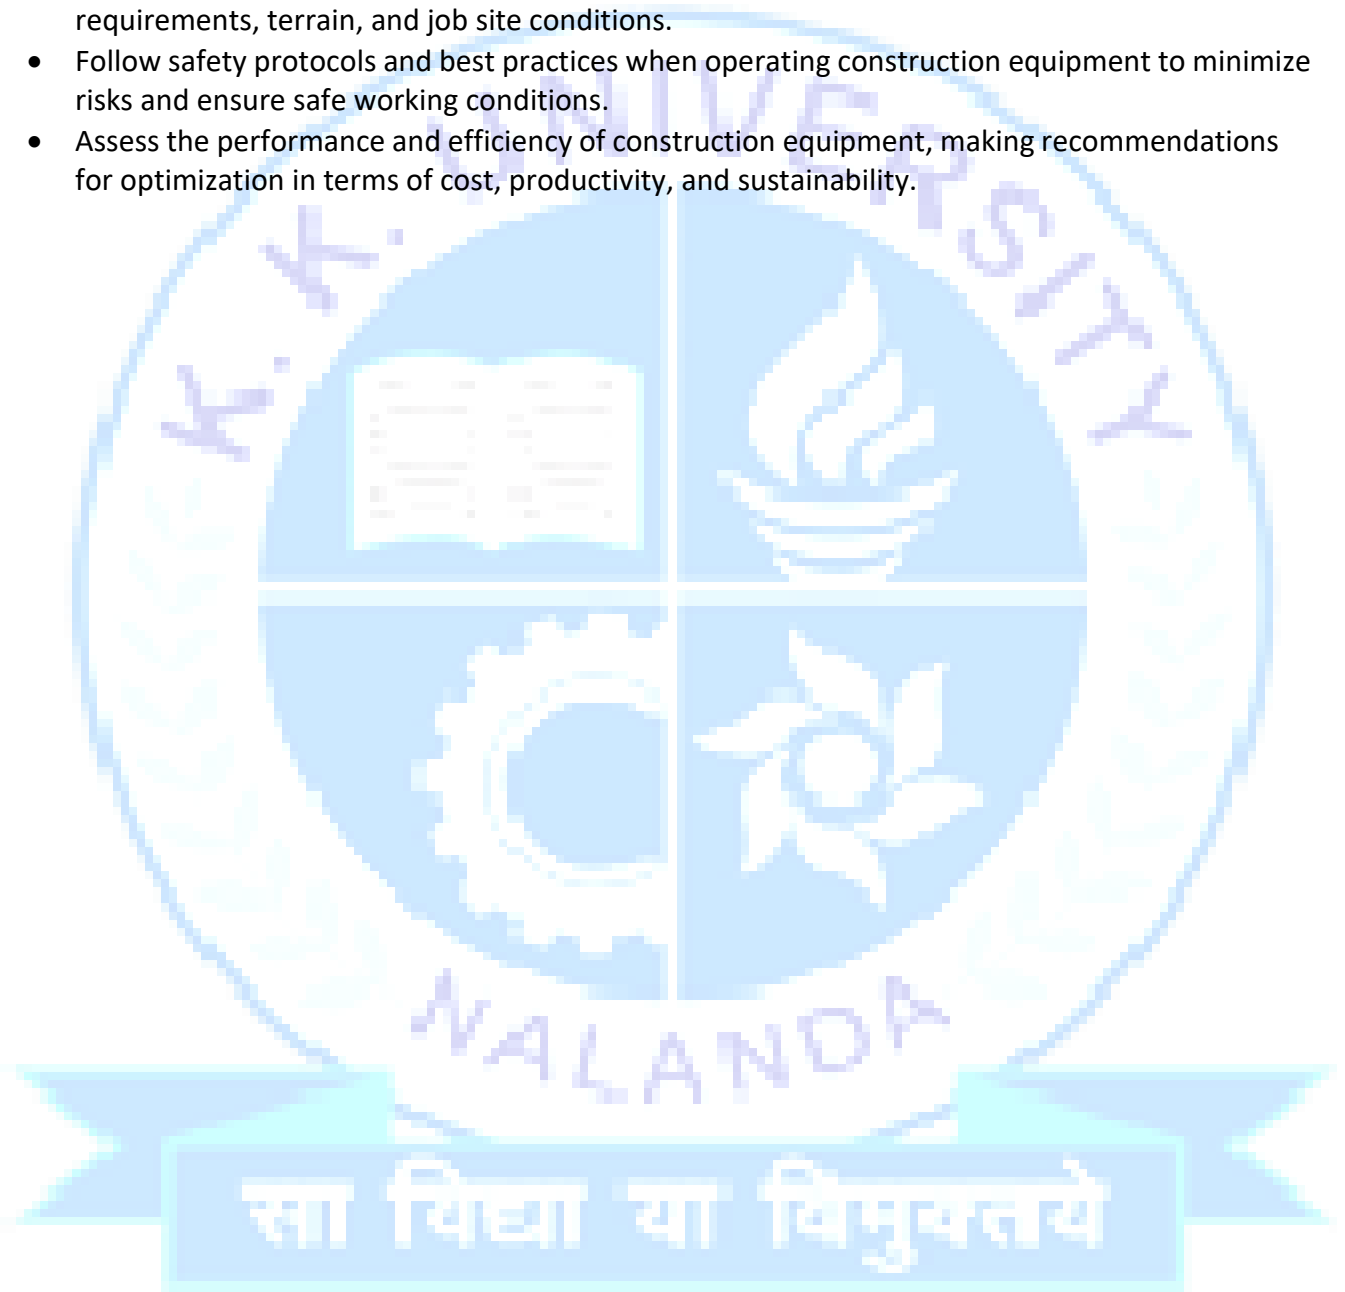 requirements, terrain, and job site conditions.
• Follow safety protocols and best practices when operating construction equipment to minimize
risks and ensure safe working conditions.
• Assess the performance and efficiency of construction equipment, making recommendations
for optimization in terms of cost, productivity, and sustainability.
K. K. UNIVERSITY
NALANDA
सा विद्या या विमुक्तये